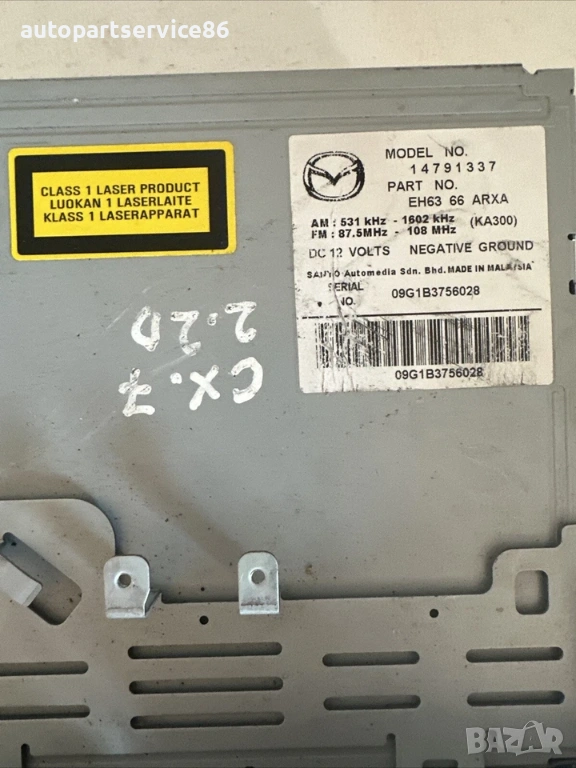 autopartservice86
CLASS 1 LASER PRODUCT
LUOKAN 1 LASERLAITE
KLASS 1 LASERAPPARAT
MODEL NO.
14791337
PART NO.
EH63 66 ARXA
AM : 531 kHz - 1602 kHz (KA300)
FM : 87.5MHz - 108 MHz
DC 12 VOLTS NEGATIVE GROUND
SANYO Automedia Sdn. Bhd. MADE IN MALAYSIA
SERIAL NO. 09G1B3756028
09G1B3756028
CX.7
2.2D
BAZAR